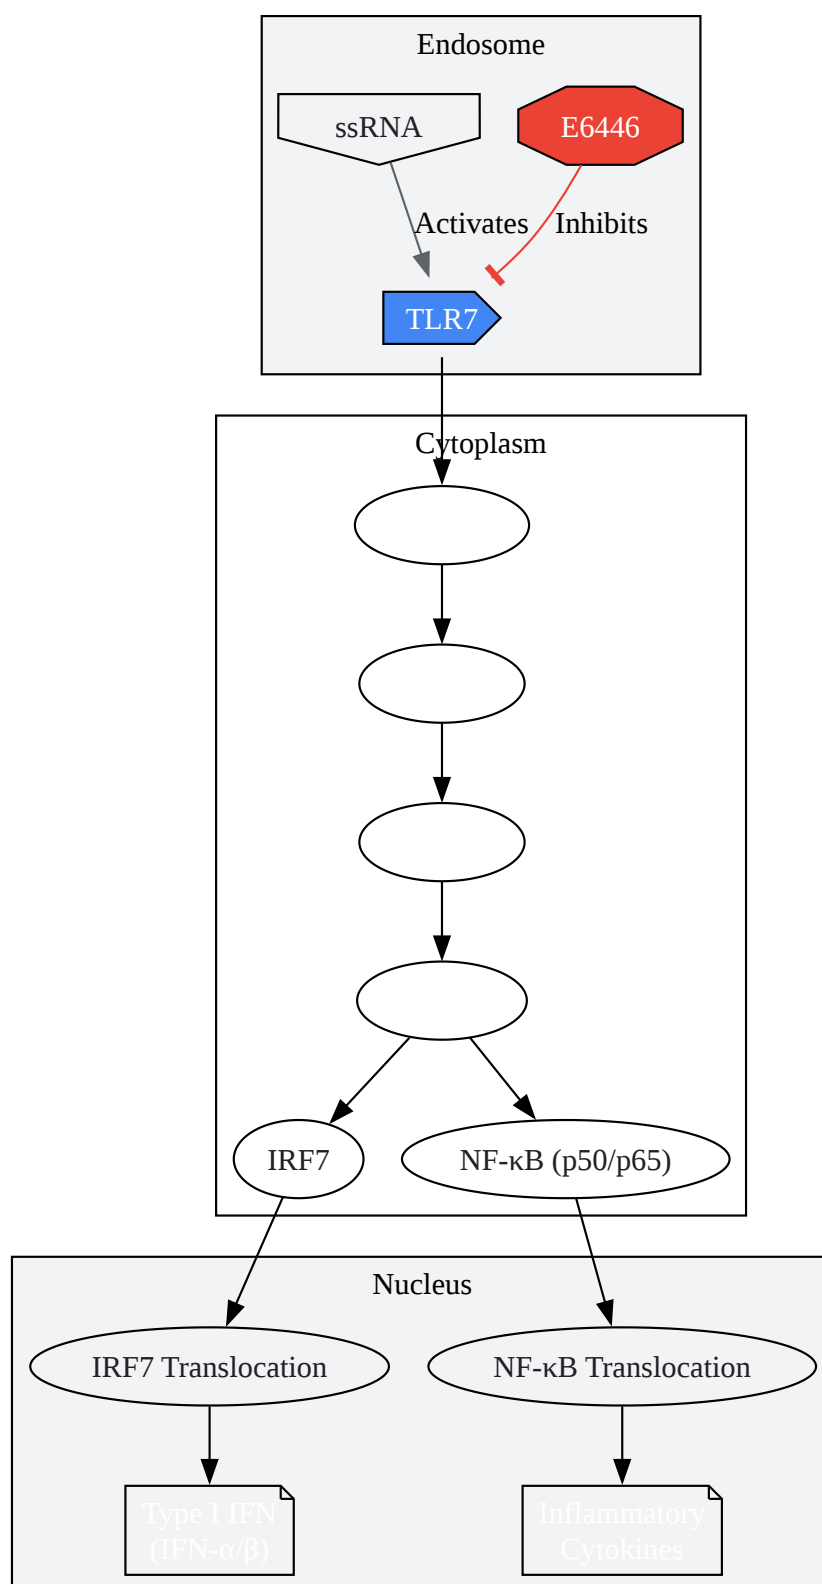 Endosome
ssRNA
E6446
Activates
Inhibits
TLR7
Cytoplasm
IRF7
NF-κB (p50/p65)
Nucleus
IRF7 Translocation
NF-κB Translocation
Type I IFN
(IFN-α/β)
Inflammatory
Cytokines